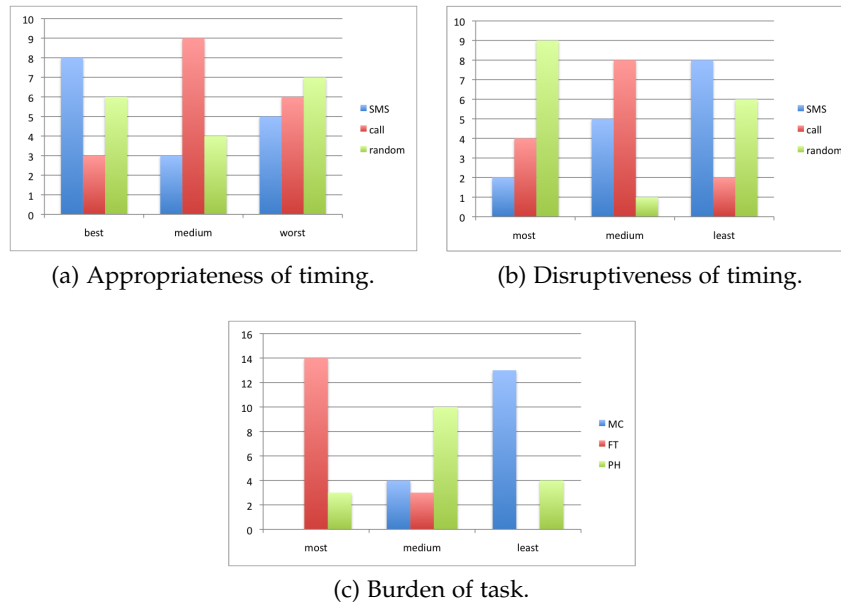 10
9
8
7
6
5
4
3
2
1
0
best medium worst
SMS
call
random
(a) Appropriateness of timing.
10
9
8
7
6
5
4
3
2
1
0
most medium least
SMS
call
random
(b) Disruptiveness of timing.
16
14
12
10
8
6
4
2
0
most medium least
MC
FT
PH
(c) Burden of task.